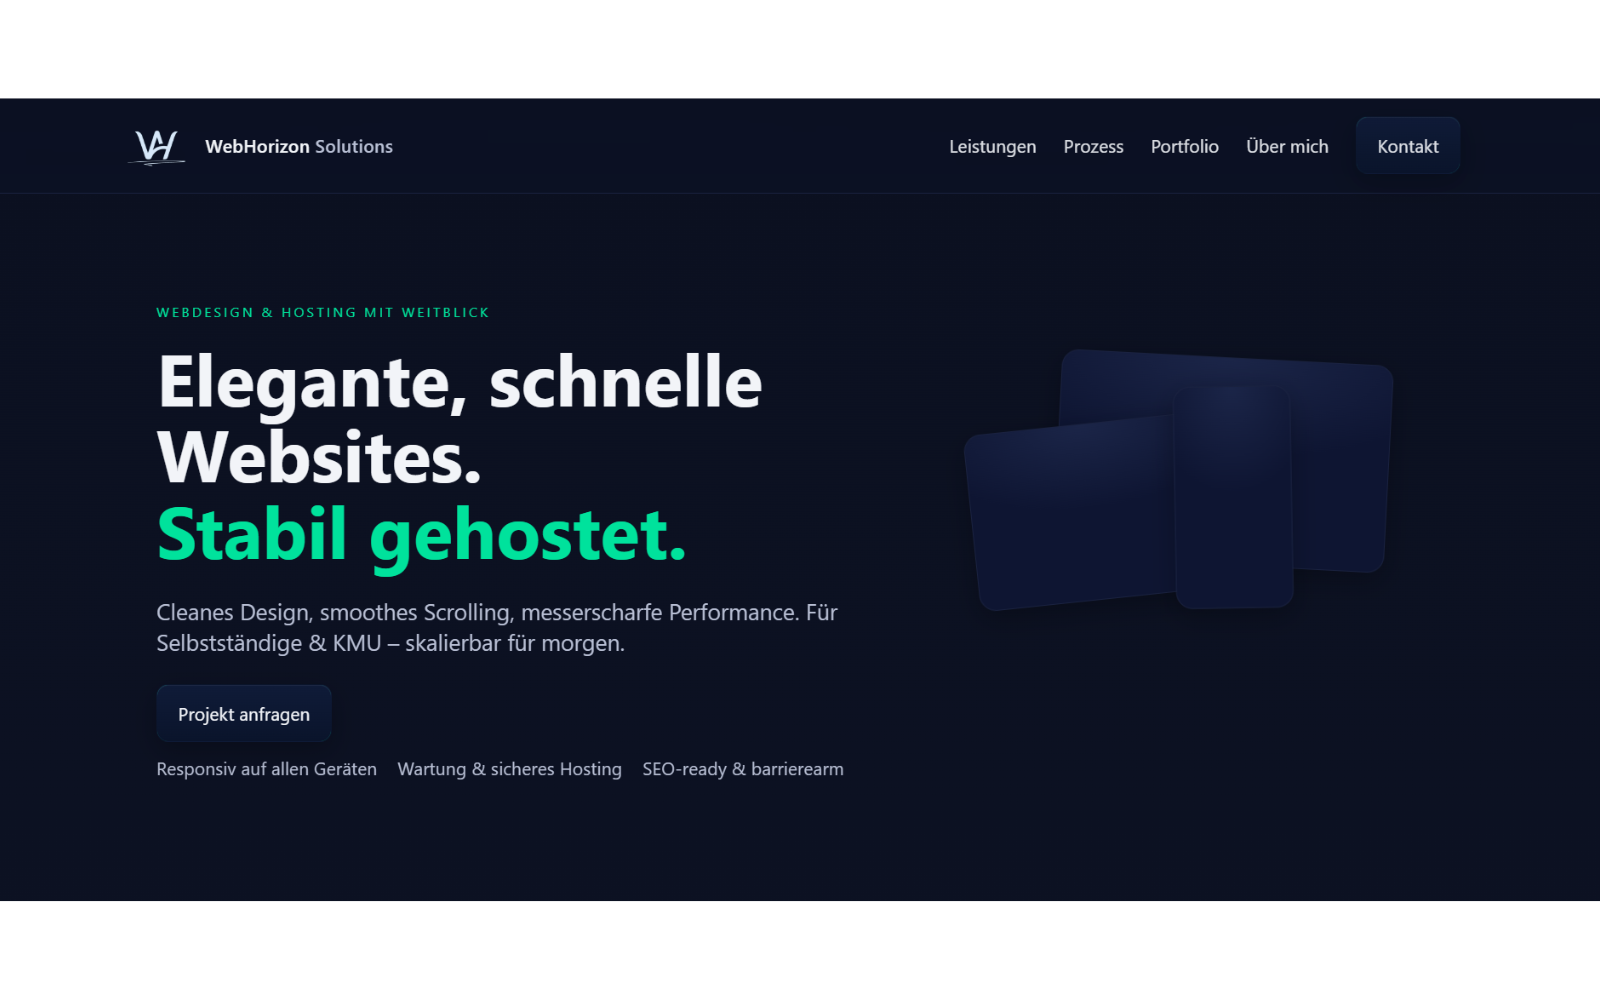 WH
WebHorizon Solutions
Leistungen
Prozess
Portfolio
Über mich
Kontakt
WEBDESIGN & HOSTING MIT WEITBLICK
Elegante, schnelle
Websites.
Stabil gehostet.
Cleanes Design, smoothes Scrolling, messerscharfe Performance. Für
Selbstständige & KMU – skalierbar für morgen.
Projekt anfragen
Responsiv auf allen Geräten
Wartung & sicheres Hosting
SEO-ready & barrierearm